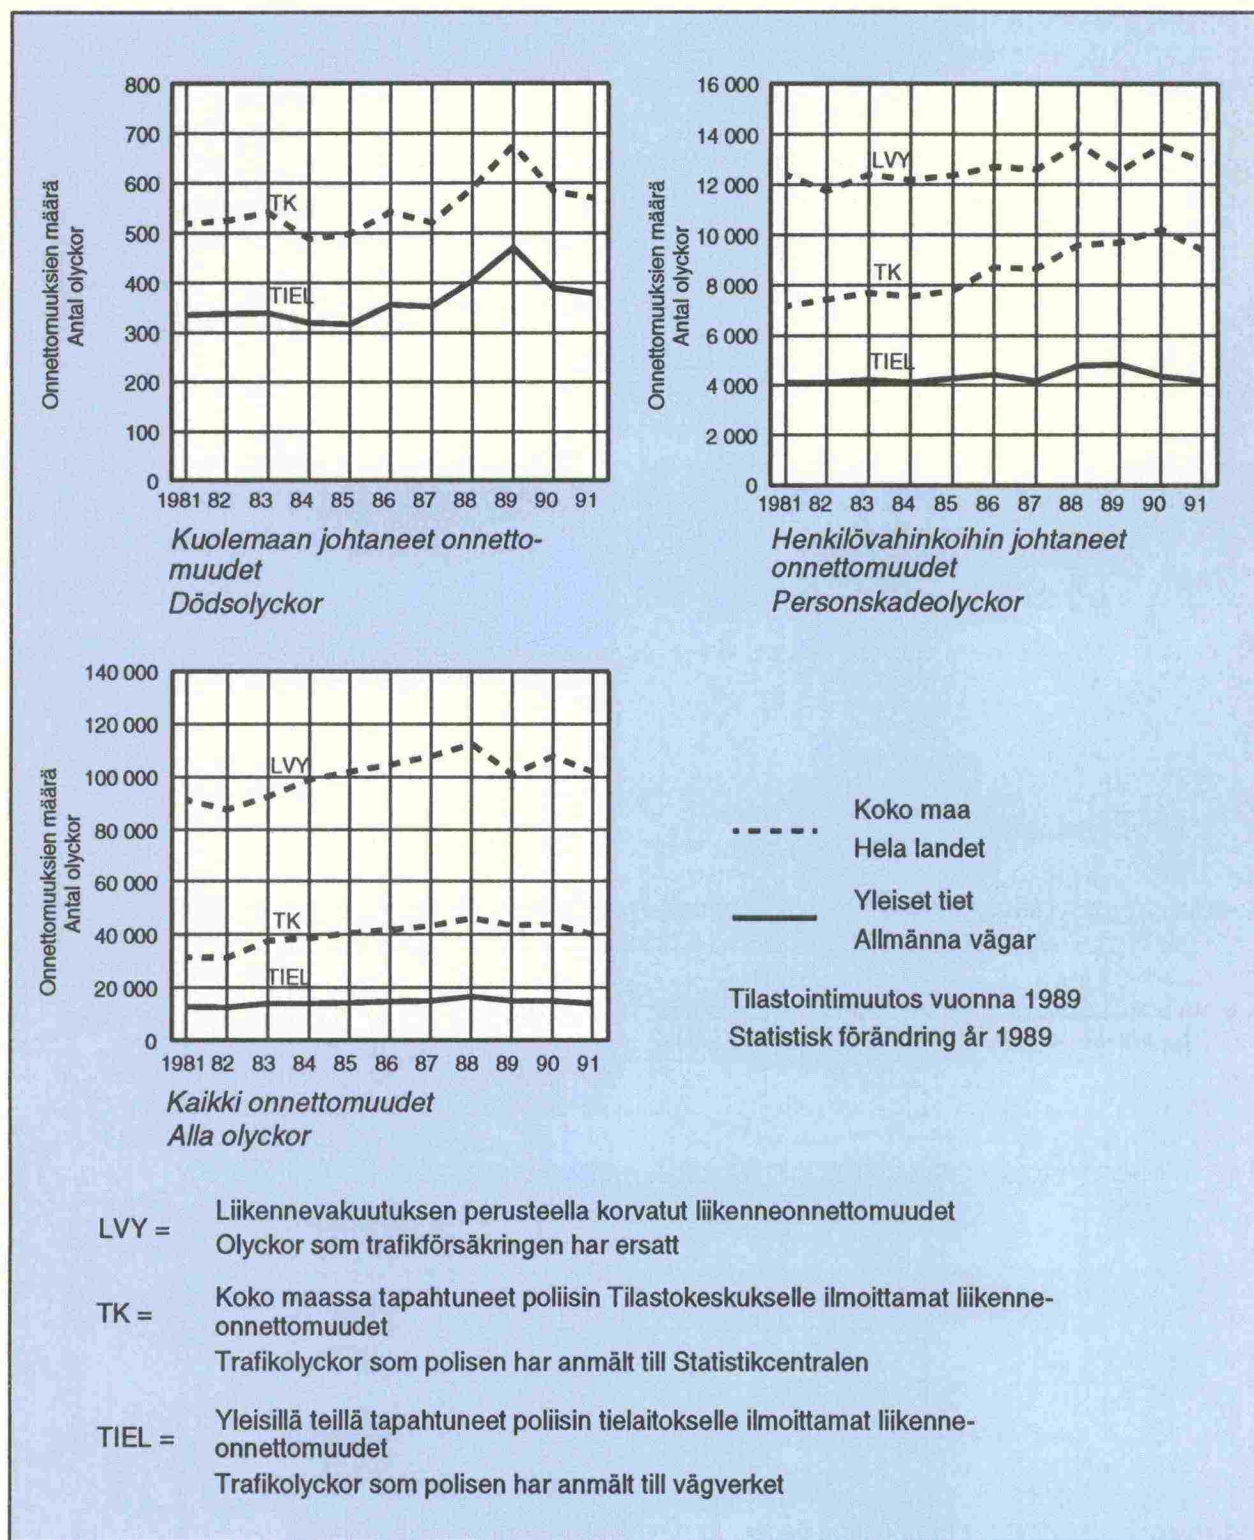 800
700
600
500
400
300
200
100
0
Onnettomuuksien määrä
Antal olyckor
TK
TIEL
1981 82 83 84 85 86 87 88 89 90 91
Kuolemaan johtaneet onnetto-
muudet
Dödsolyckor
16 000
14 000
12 000
10 000
8 000
6 000
4 000
2 000
0
Onnettomuuksien määrä
Antal olyckor
LVY
TK
TIEL
1981 82 83 84 85 86 87 88 89 90 91
Henkilövahinkoihin johtaneet
onnettomuudet
Personskadeolyckor
140 000
120 000
100 000
80 000
60 000
40 000
20 000
0
Onnettomuuksien määrä
Antal olyckor
LVY
TK
TIEL
1981 82 83 84 85 86 87 88 89 90 91
Kaikki onnettomuudet
Alla olyckor
Koko maa
Hela landet
Yleiset tiet
Allmänna vägar
Tilastointimuutos vuonna 1989
Statistisk förändring år 1989
LVY =
Liikennevakuutuksen perusteella korvatut liikenneonnettomuudet
Olyckor som trafikförsäkringen har ersatt
TK =
Koko maassa tapahtuneet poliisin Tilastokeskukselle ilmoittamat liikenne-
onnettomuudet
Trafikolyckor som polisen har anmält till Statistikcentralen
TIEL =
Yleisillä teillä tapahtuneet poliisin tielaitokselle ilmoittamat liikenne-
onnettomuudet
Trafikolyckor som polisen har anmält till vägverket